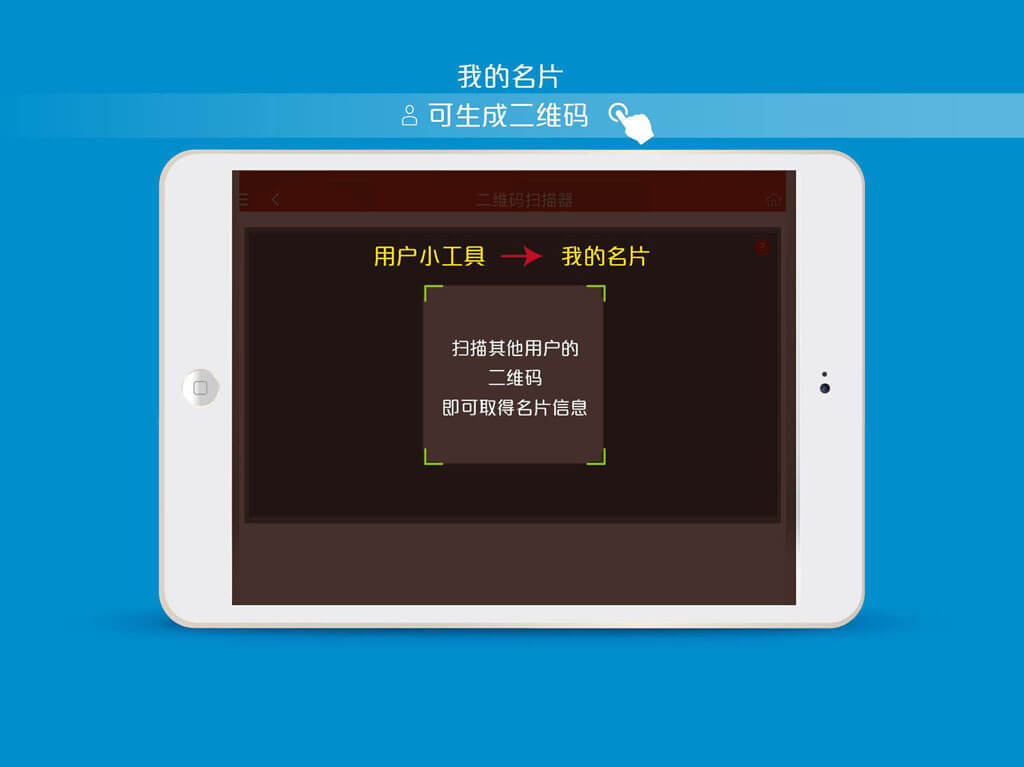 我的名片
可生成二维码
二维码扫描器
用户小工具 → 我的名片
?
扫描其他用户的
二维码
即可取得名片信息